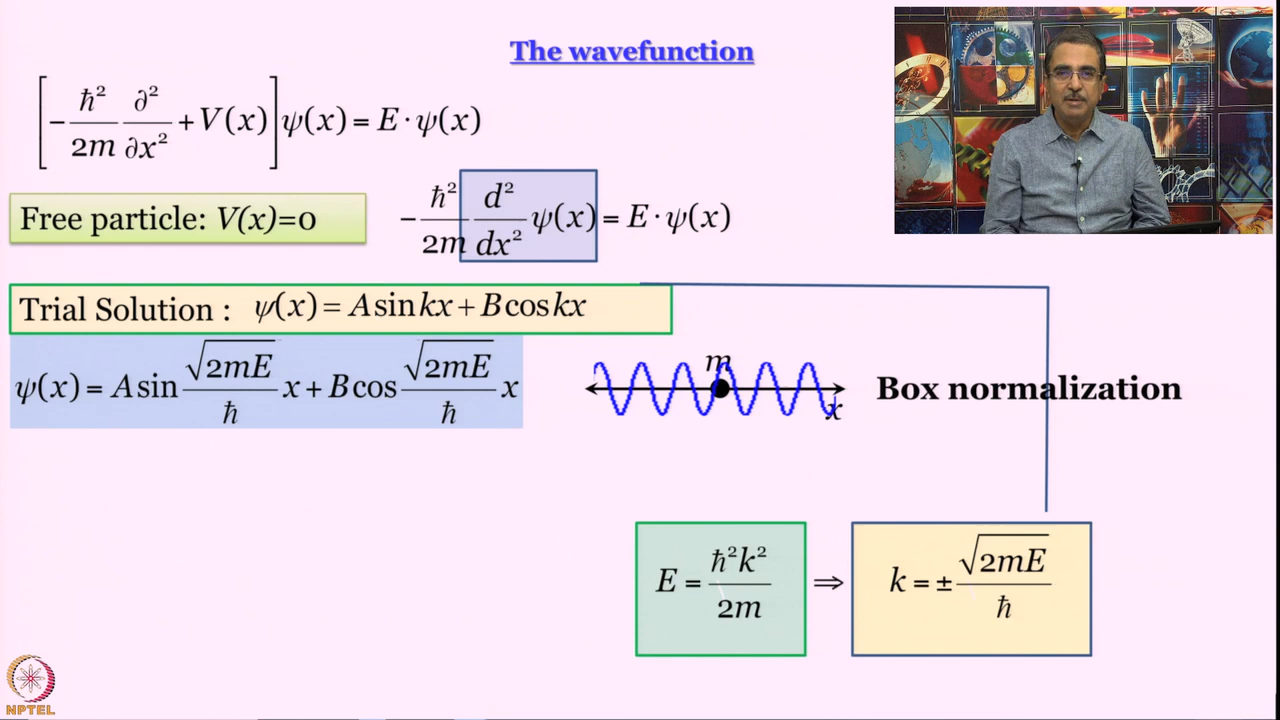 The wavefunction
[-ℏ²/2m ∂²/∂x² + V(x)]ψ(x) = E·ψ(x)
Free particle: V(x)=0
-ℏ²/2m d²/dx² ψ(x) = E·ψ(x)
Trial Solution : ψ(x) = A sin kx + B cos kx
ψ(x) = A sin √2mE/ℏ x + B cos √2mE/ℏ x
m
x
Box normalization
E = ℏ²k²/2m ⇒ k = ±√2mE/ℏ
NPTEL